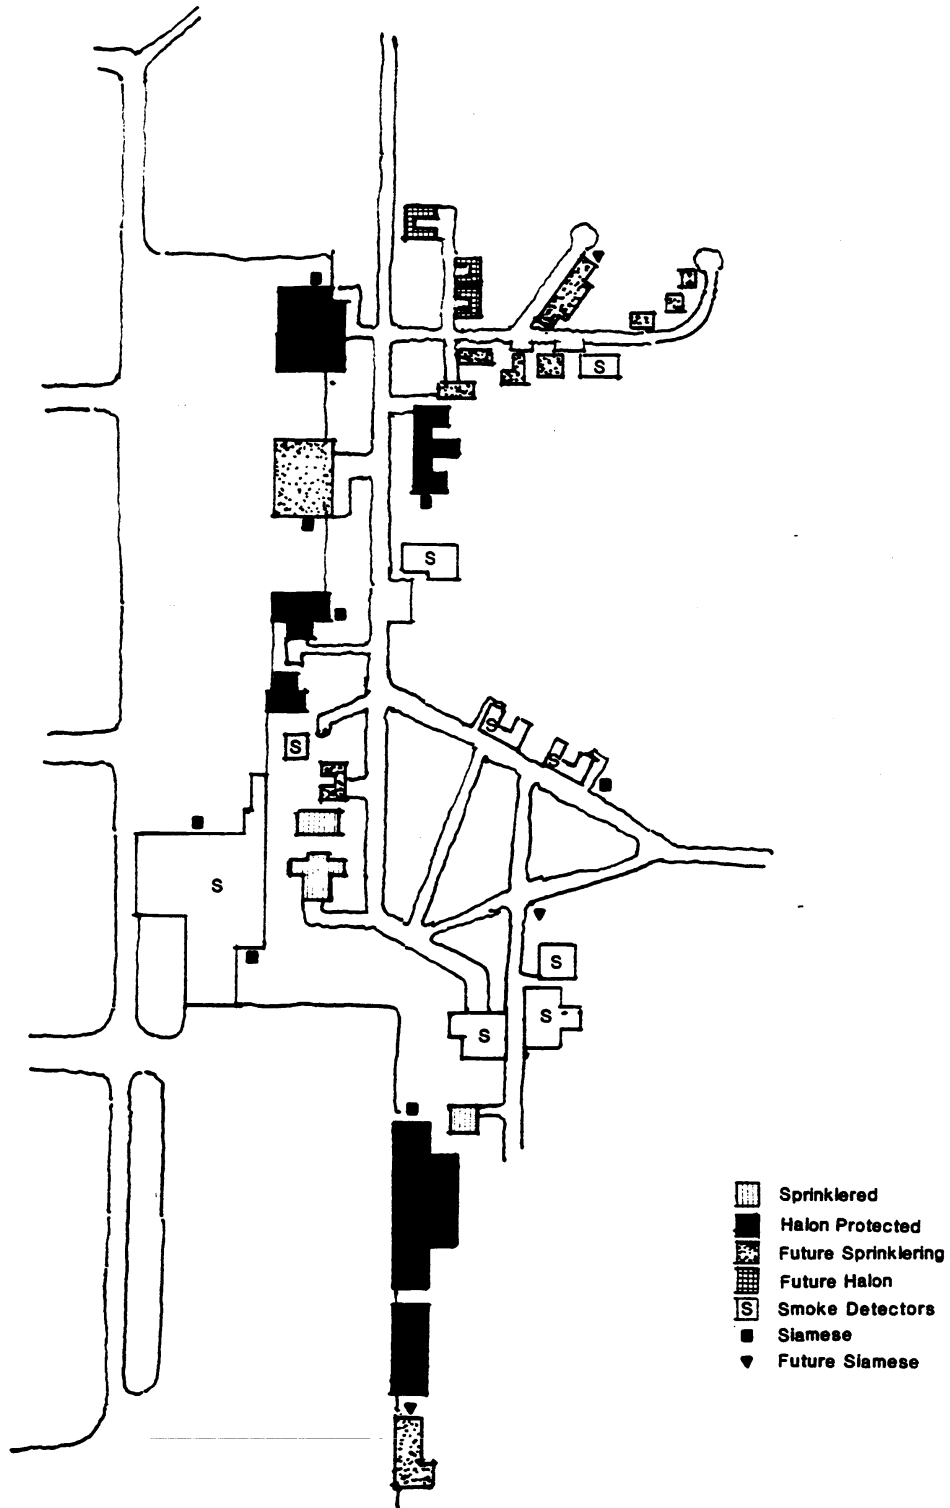 S
S
S
S
S
S
S
S
S
S
Sprinklered
Halon Protected
Future Sprinklering
Future Halon
S Smoke Detectors
Siamese
Future Siamese